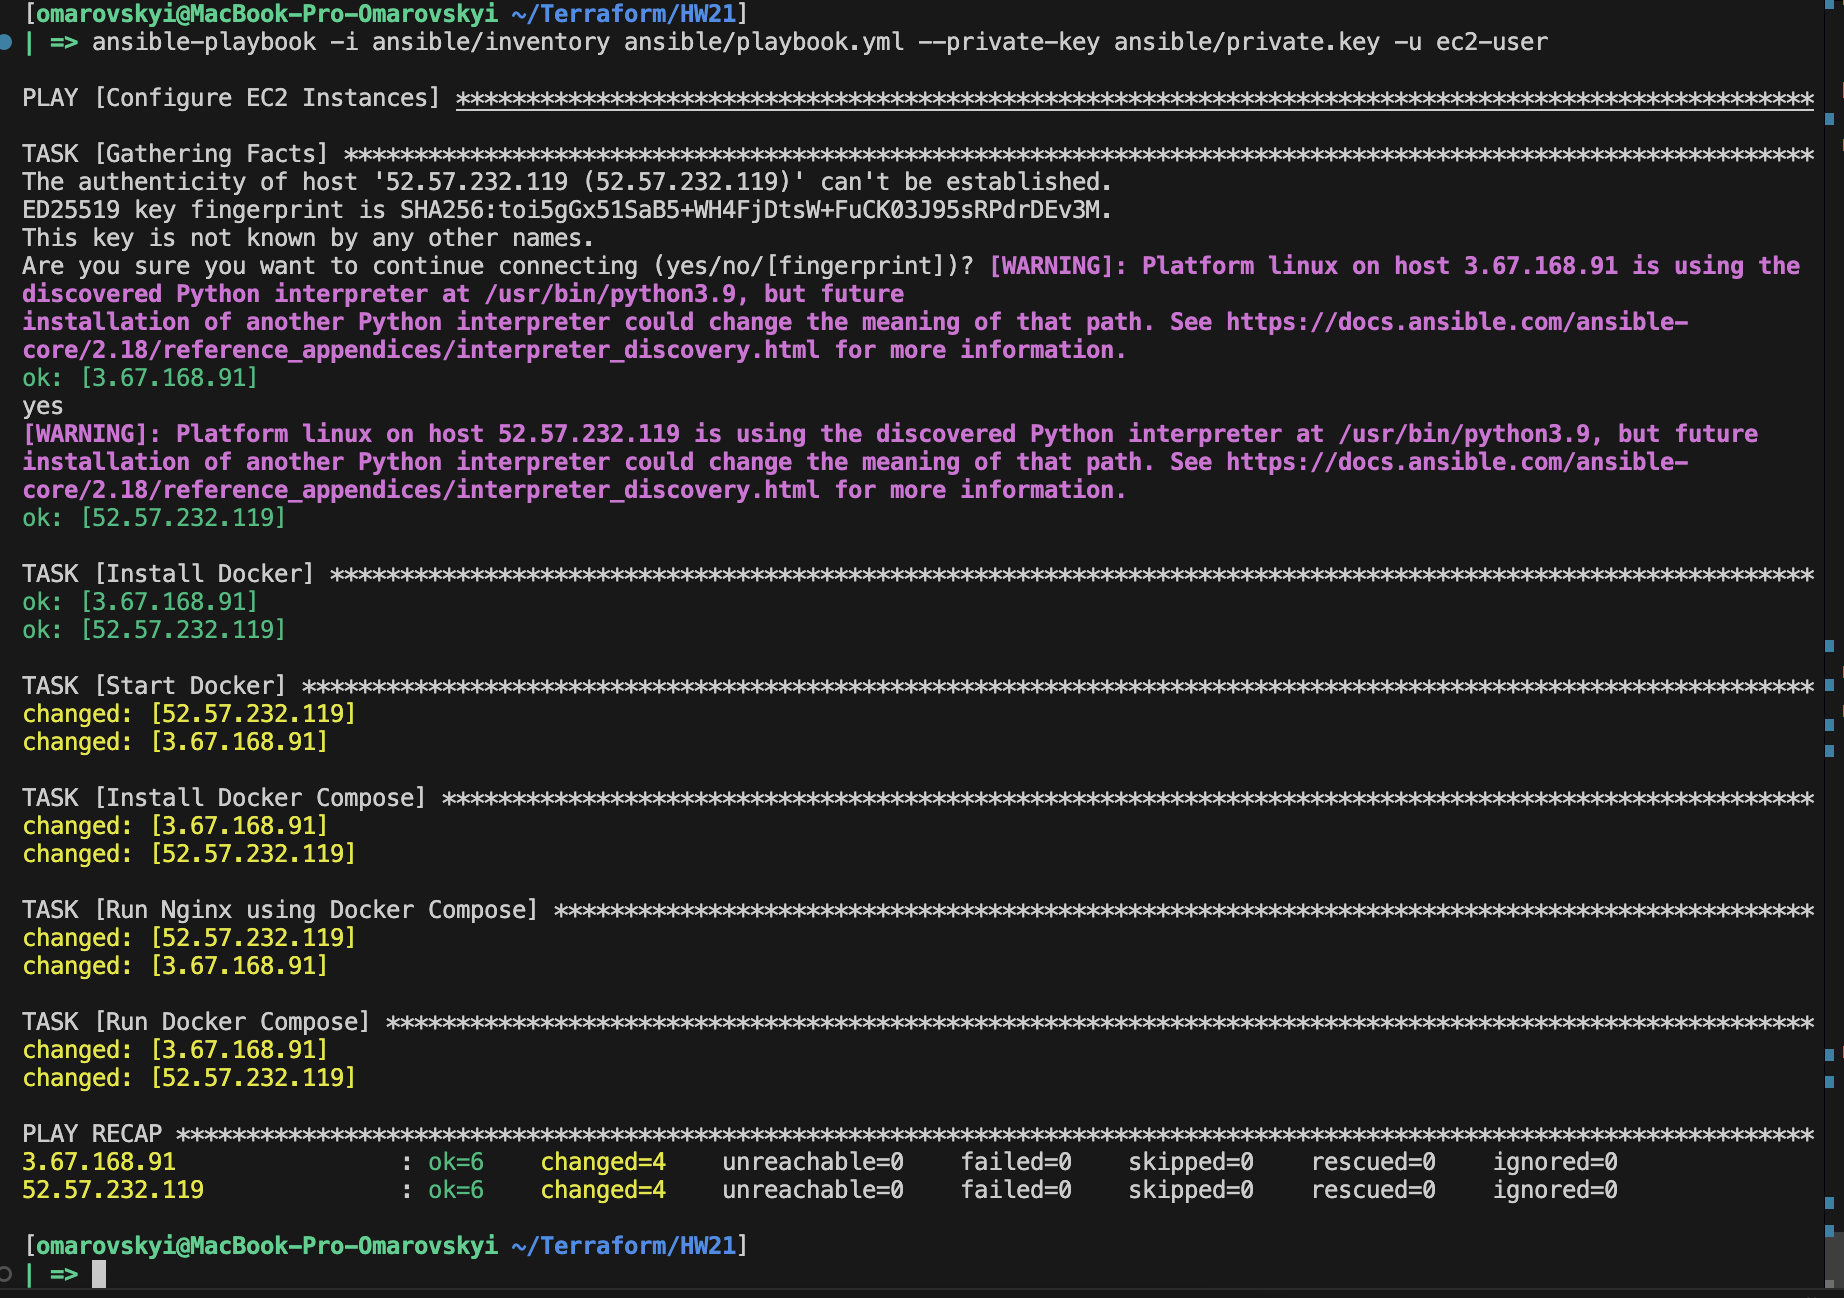 [omarovskyi@MacBook-Pro-Omarovskyi ~/Terraform/HW21]
| => ansible-playbook -i ansible/inventory ansible/playbook.yml --private-key ansible/private.key -u ec2-user
PLAY [Configure EC2 Instances] *************************************************************************************************
TASK [Gathering Facts] *********************************************************************************************************
The authenticity of host '52.57.232.119 (52.57.232.119)' can't be established.
ED25519 key fingerprint is SHA256:toi5gGx51SaB5+WH4FjDtsW+FuCK03J95sRPdrDEv3M.
This key is not known by any other names.
Are you sure you want to continue connecting (yes/no/[fingerprint])? [WARNING]: Platform linux on host 3.67.168.91 is using the
discovered Python interpreter at /usr/bin/python3.9, but future
installation of another Python interpreter could change the meaning of that path. See https://docs.ansible.com/ansible-
core/2.18/reference_appendices/interpreter_discovery.html for more information.
ok: [3.67.168.91]
yes
[WARNING]: Platform linux on host 52.57.232.119 is using the discovered Python interpreter at /usr/bin/python3.9, but future
installation of another Python interpreter could change the meaning of that path. See https://docs.ansible.com/ansible-
core/2.18/reference_appendices/interpreter_discovery.html for more information.
ok: [52.57.232.119]
TASK [Install Docker] **********************************************************************************************************
ok: [3.67.168.91]
ok: [52.57.232.119]
TASK [Start Docker] ************************************************************************************************************
changed: [52.57.232.119]
changed: [3.67.168.91]
TASK [Install Docker Compose] **************************************************************************************************
changed: [3.67.168.91]
changed: [52.57.232.119]
TASK [Run Nginx using Docker Compose] ******************************************************************************************
changed: [52.57.232.119]
changed: [3.67.168.91]
TASK [Run Docker Compose] ******************************************************************************************************
changed: [3.67.168.91]
changed: [52.57.232.119]
PLAY RECAP *********************************************************************************************************************
3.67.168.91                : ok=6    changed=4    unreachable=0    failed=0    skipped=0    rescued=0    ignored=0
52.57.232.119              : ok=6    changed=4    unreachable=0    failed=0    skipped=0    rescued=0    ignored=0
[omarovskyi@MacBook-Pro-Omarovskyi ~/Terraform/HW21]
| =>